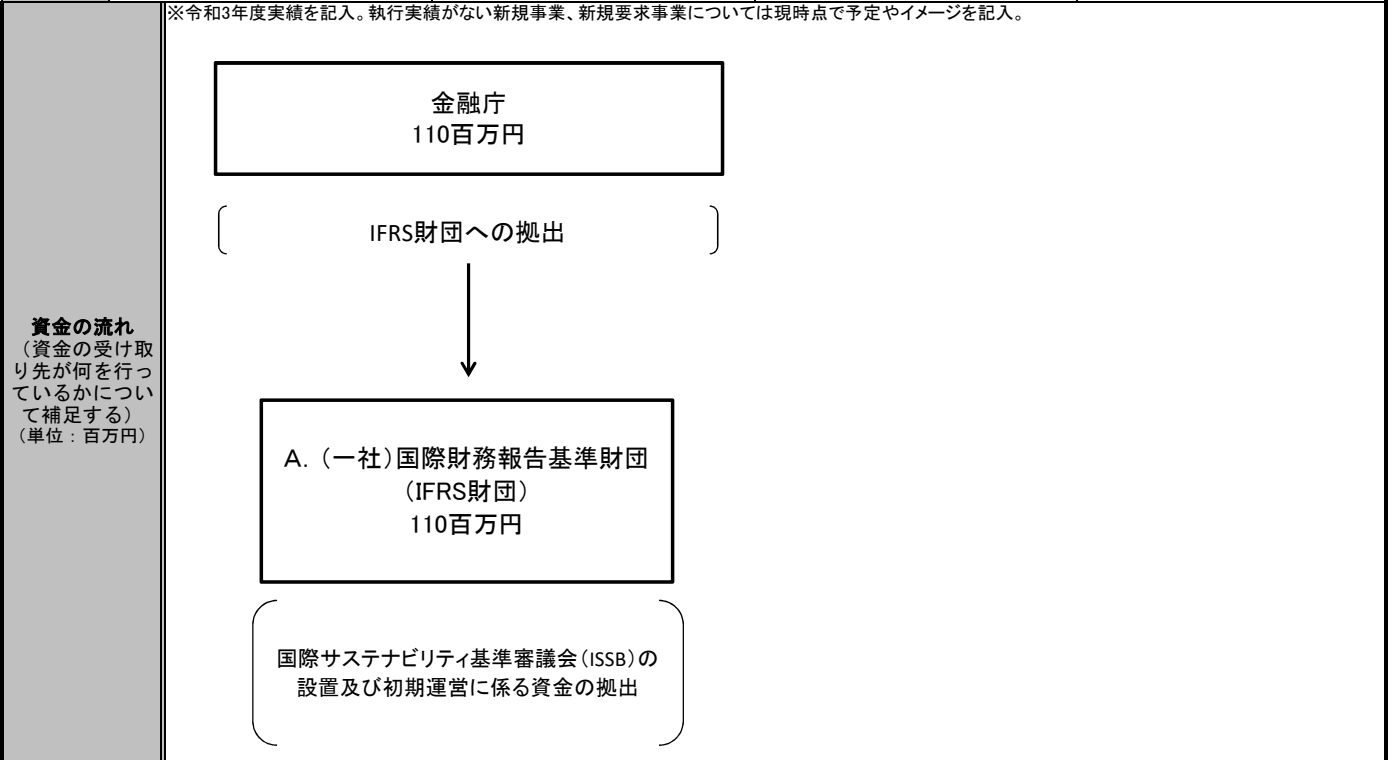 ※令和3年度実績を記入。執行実績がない新規事業、新規要求事業については現時点で予定やイメージを記入。
金融庁
110百万円
IFRS財団への拠出
資金の流れ
（資金の受け取
り先が何を行っ
ているかについ
て補足する）
（単位：百万円）
A．（一社）国際財務報告基準財団
（IFRS財団）
110百万円
国際サステナビリティ基準審議会（ISSB）の
設置及び初期運営に係る資金の拠出